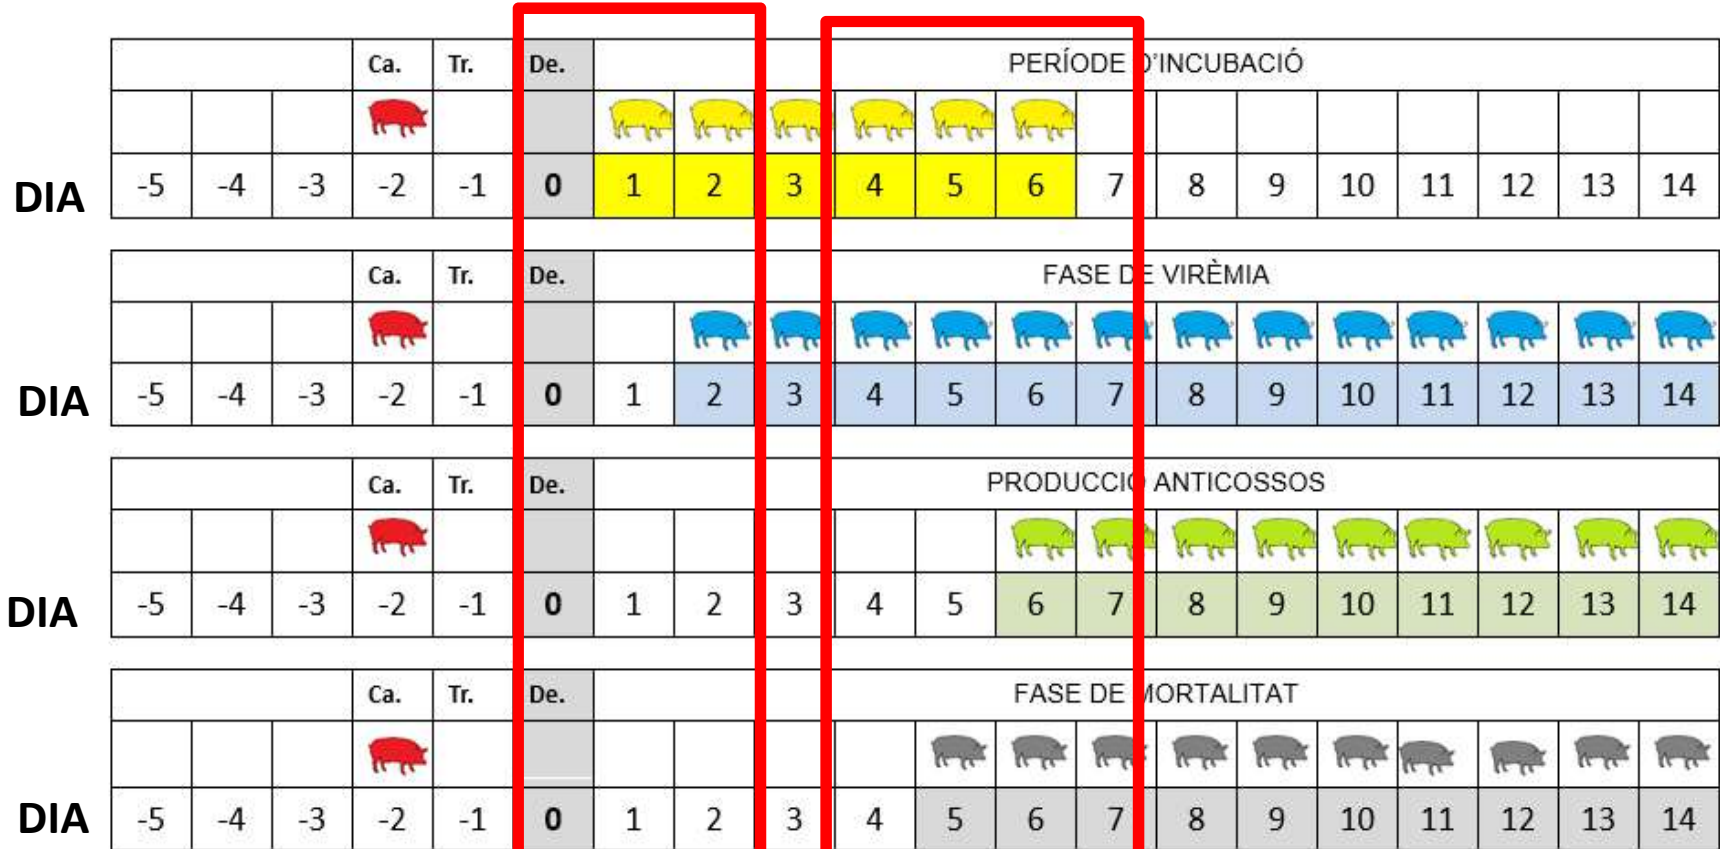 Ca. Tr. De. PERÍODE D'INCUBACIÓ
DIA -5 -4 -3 -2 -1 0 1 2 3 4 5 6 7 8 9 10 11 12 13 14
Ca. Tr. De. FASE DE VIRÈMIA
DIA -5 -4 -3 -2 -1 0 1 2 3 4 5 6 7 8 9 10 11 12 13 14
Ca. Tr. De. PRODUCCIO ANTICOSSOS
DIA -5 -4 -3 -2 -1 0 1 2 3 4 5 6 7 8 9 10 11 12 13 14
Ca. Tr. De. FASE DE MORTALITAT
DIA -5 -4 -3 -2 -1 0 1 2 3 4 5 6 7 8 9 10 11 12 13 14